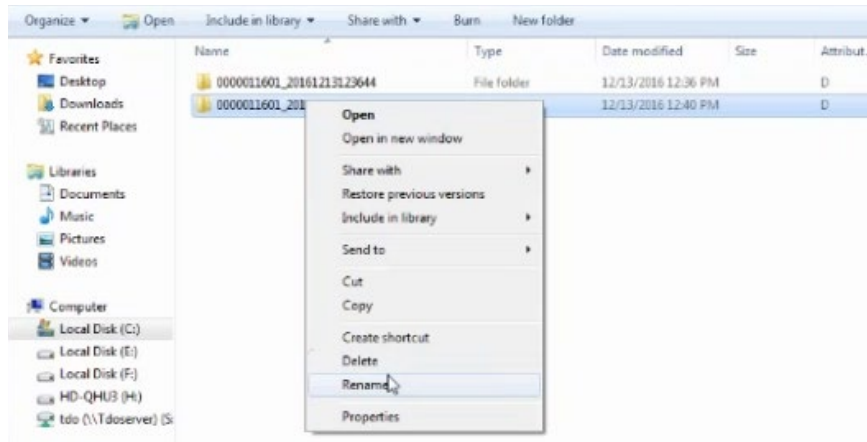 Organize Open Include in library Share with Burn New folder
Favorites
Desktop
Downloads
Recent Places
Libraries
Documents
Music
Pictures
Videos
Computer
Local Disk (C:)
Local Disk (E:)
Local Disk (F:)
HD-QHU3 (H:)
tdo (\\Tdoserver) (S:
Name Type Date modified Size Attribut
0000011601_20161213123644 File folder 12/13/2016 12:36 PM D
0000011601_201 12/13/2016 12:40 PM D
Open
Open in new window
Share with
Restore previous versions
Include in library
Send to
Cut
Copy
Create shortcut
Delete
Rename
Properties